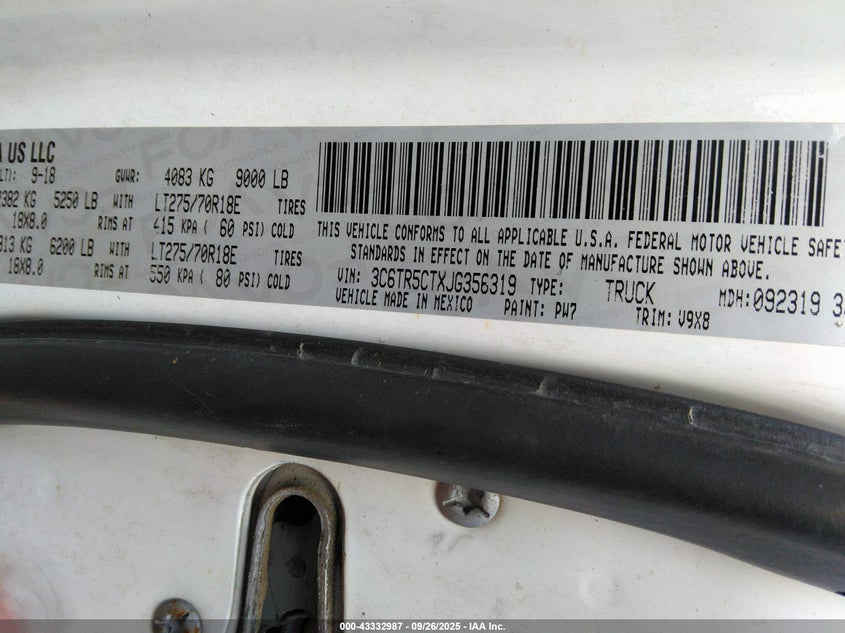 A US LLC
LT): 9-18 GVWR: 4083 KG 9000 LB
2382 KG 5250 LB WITH LT275/70R18E TIRES
18X8.0 RIMS AT 415 KPA ( 60 PSI) COLD
813 KG 6200 LB WITH LT275/70R18E TIRES
18X8.0 RIMS AT 550 KPA ( 80 PSI) COLD
THIS VEHICLE CONFORMS TO ALL APPLICABLE U.S.A. FEDERAL MOTOR VEHICLE SAFET
STANDARDS IN EFFECT ON THE DATE OF MANUFACTURE SHOWN ABOVE.
VIN: 3C6TR5CTXJG356319 TYPE: TRUCK MDH: 092319 3
VEHICLE MADE IN MEXICO PAINT: PW7 TRIM: V9X8
000-43332987 - 09/26/2025 - IAA Inc.